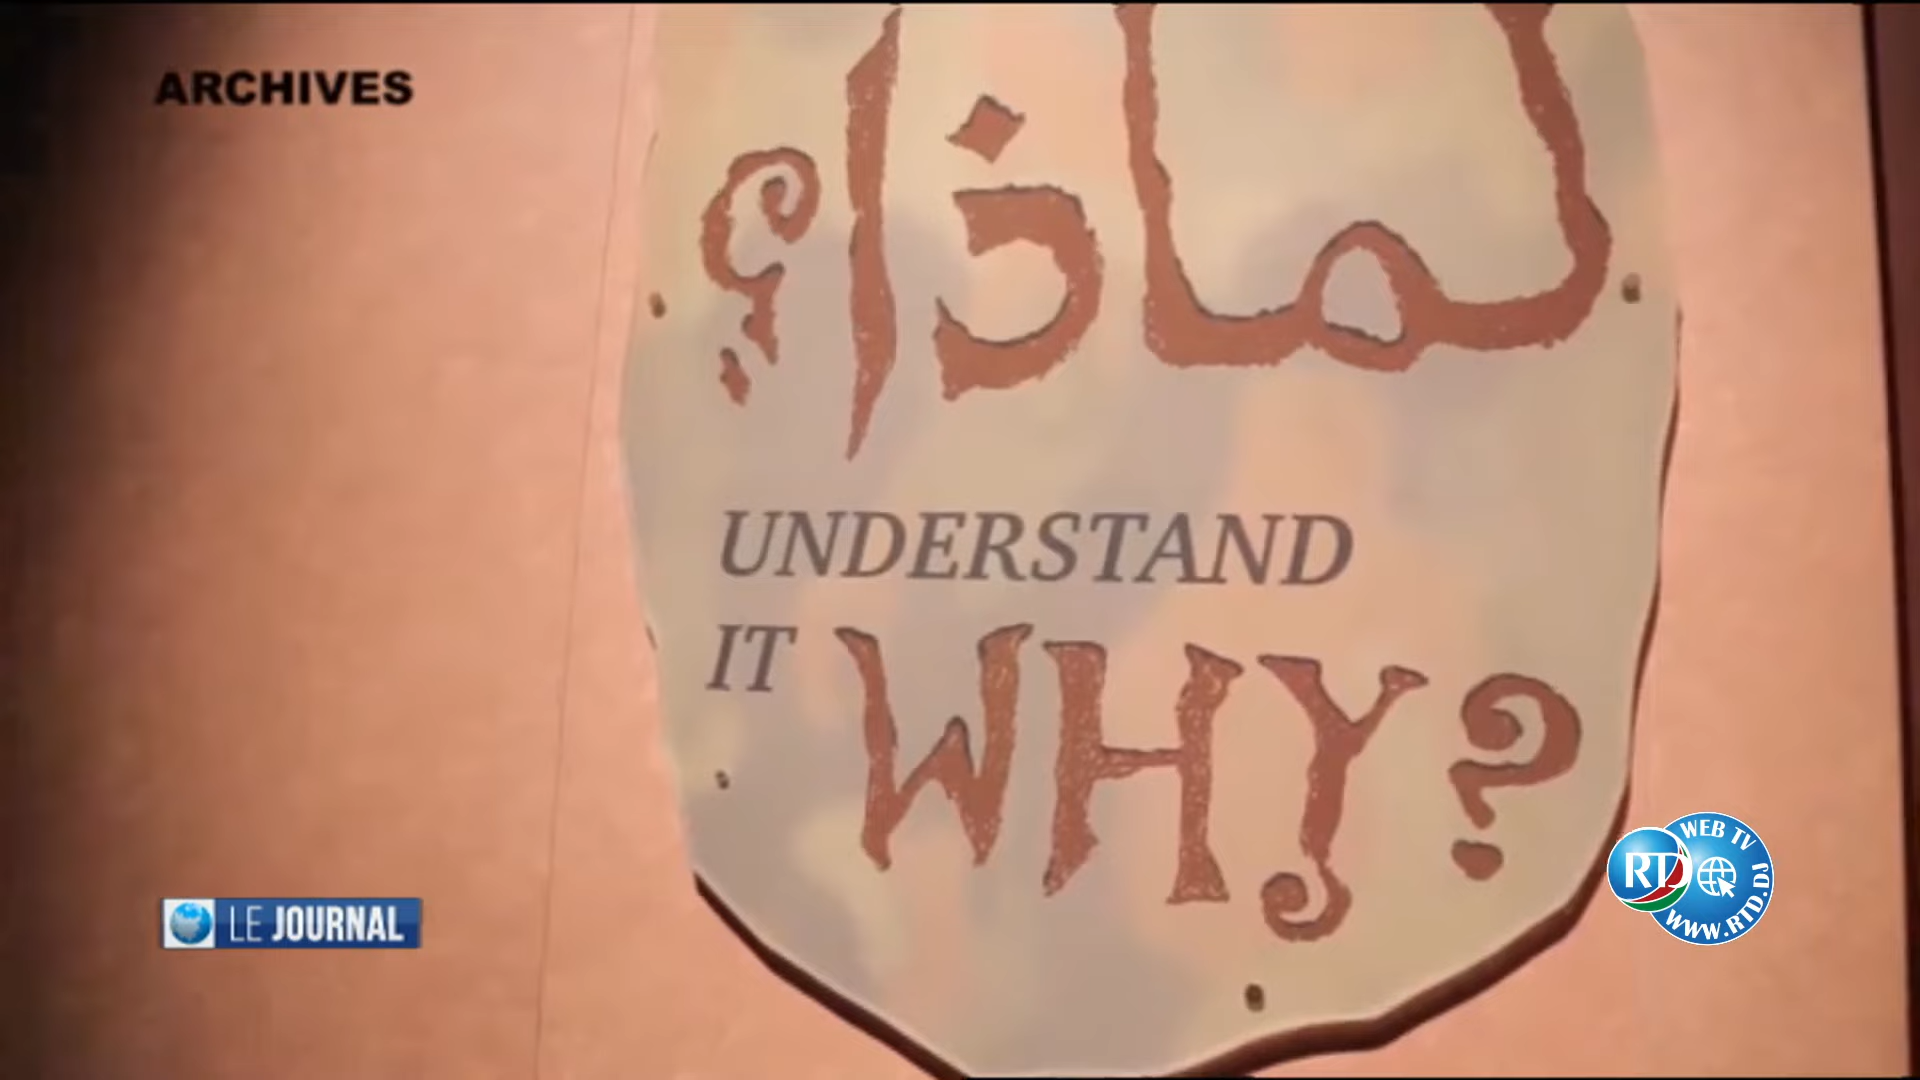 ARCHIVES
لماذا؟
UNDERSTAND
IT WHY?
LE JOURNAL
WEB TV
RTD
WWW.RTD.DJ